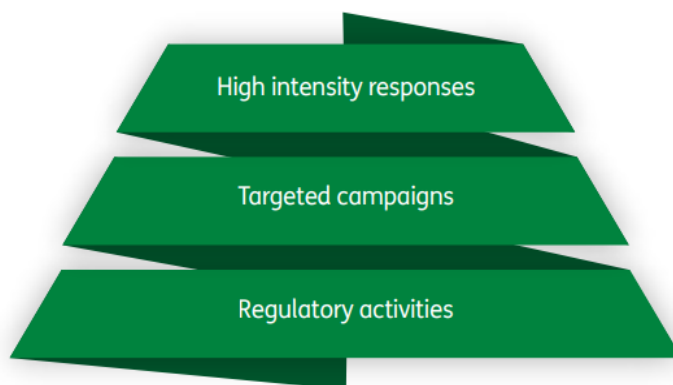 High intensity responses
Targeted campaigns
Regulatory activities